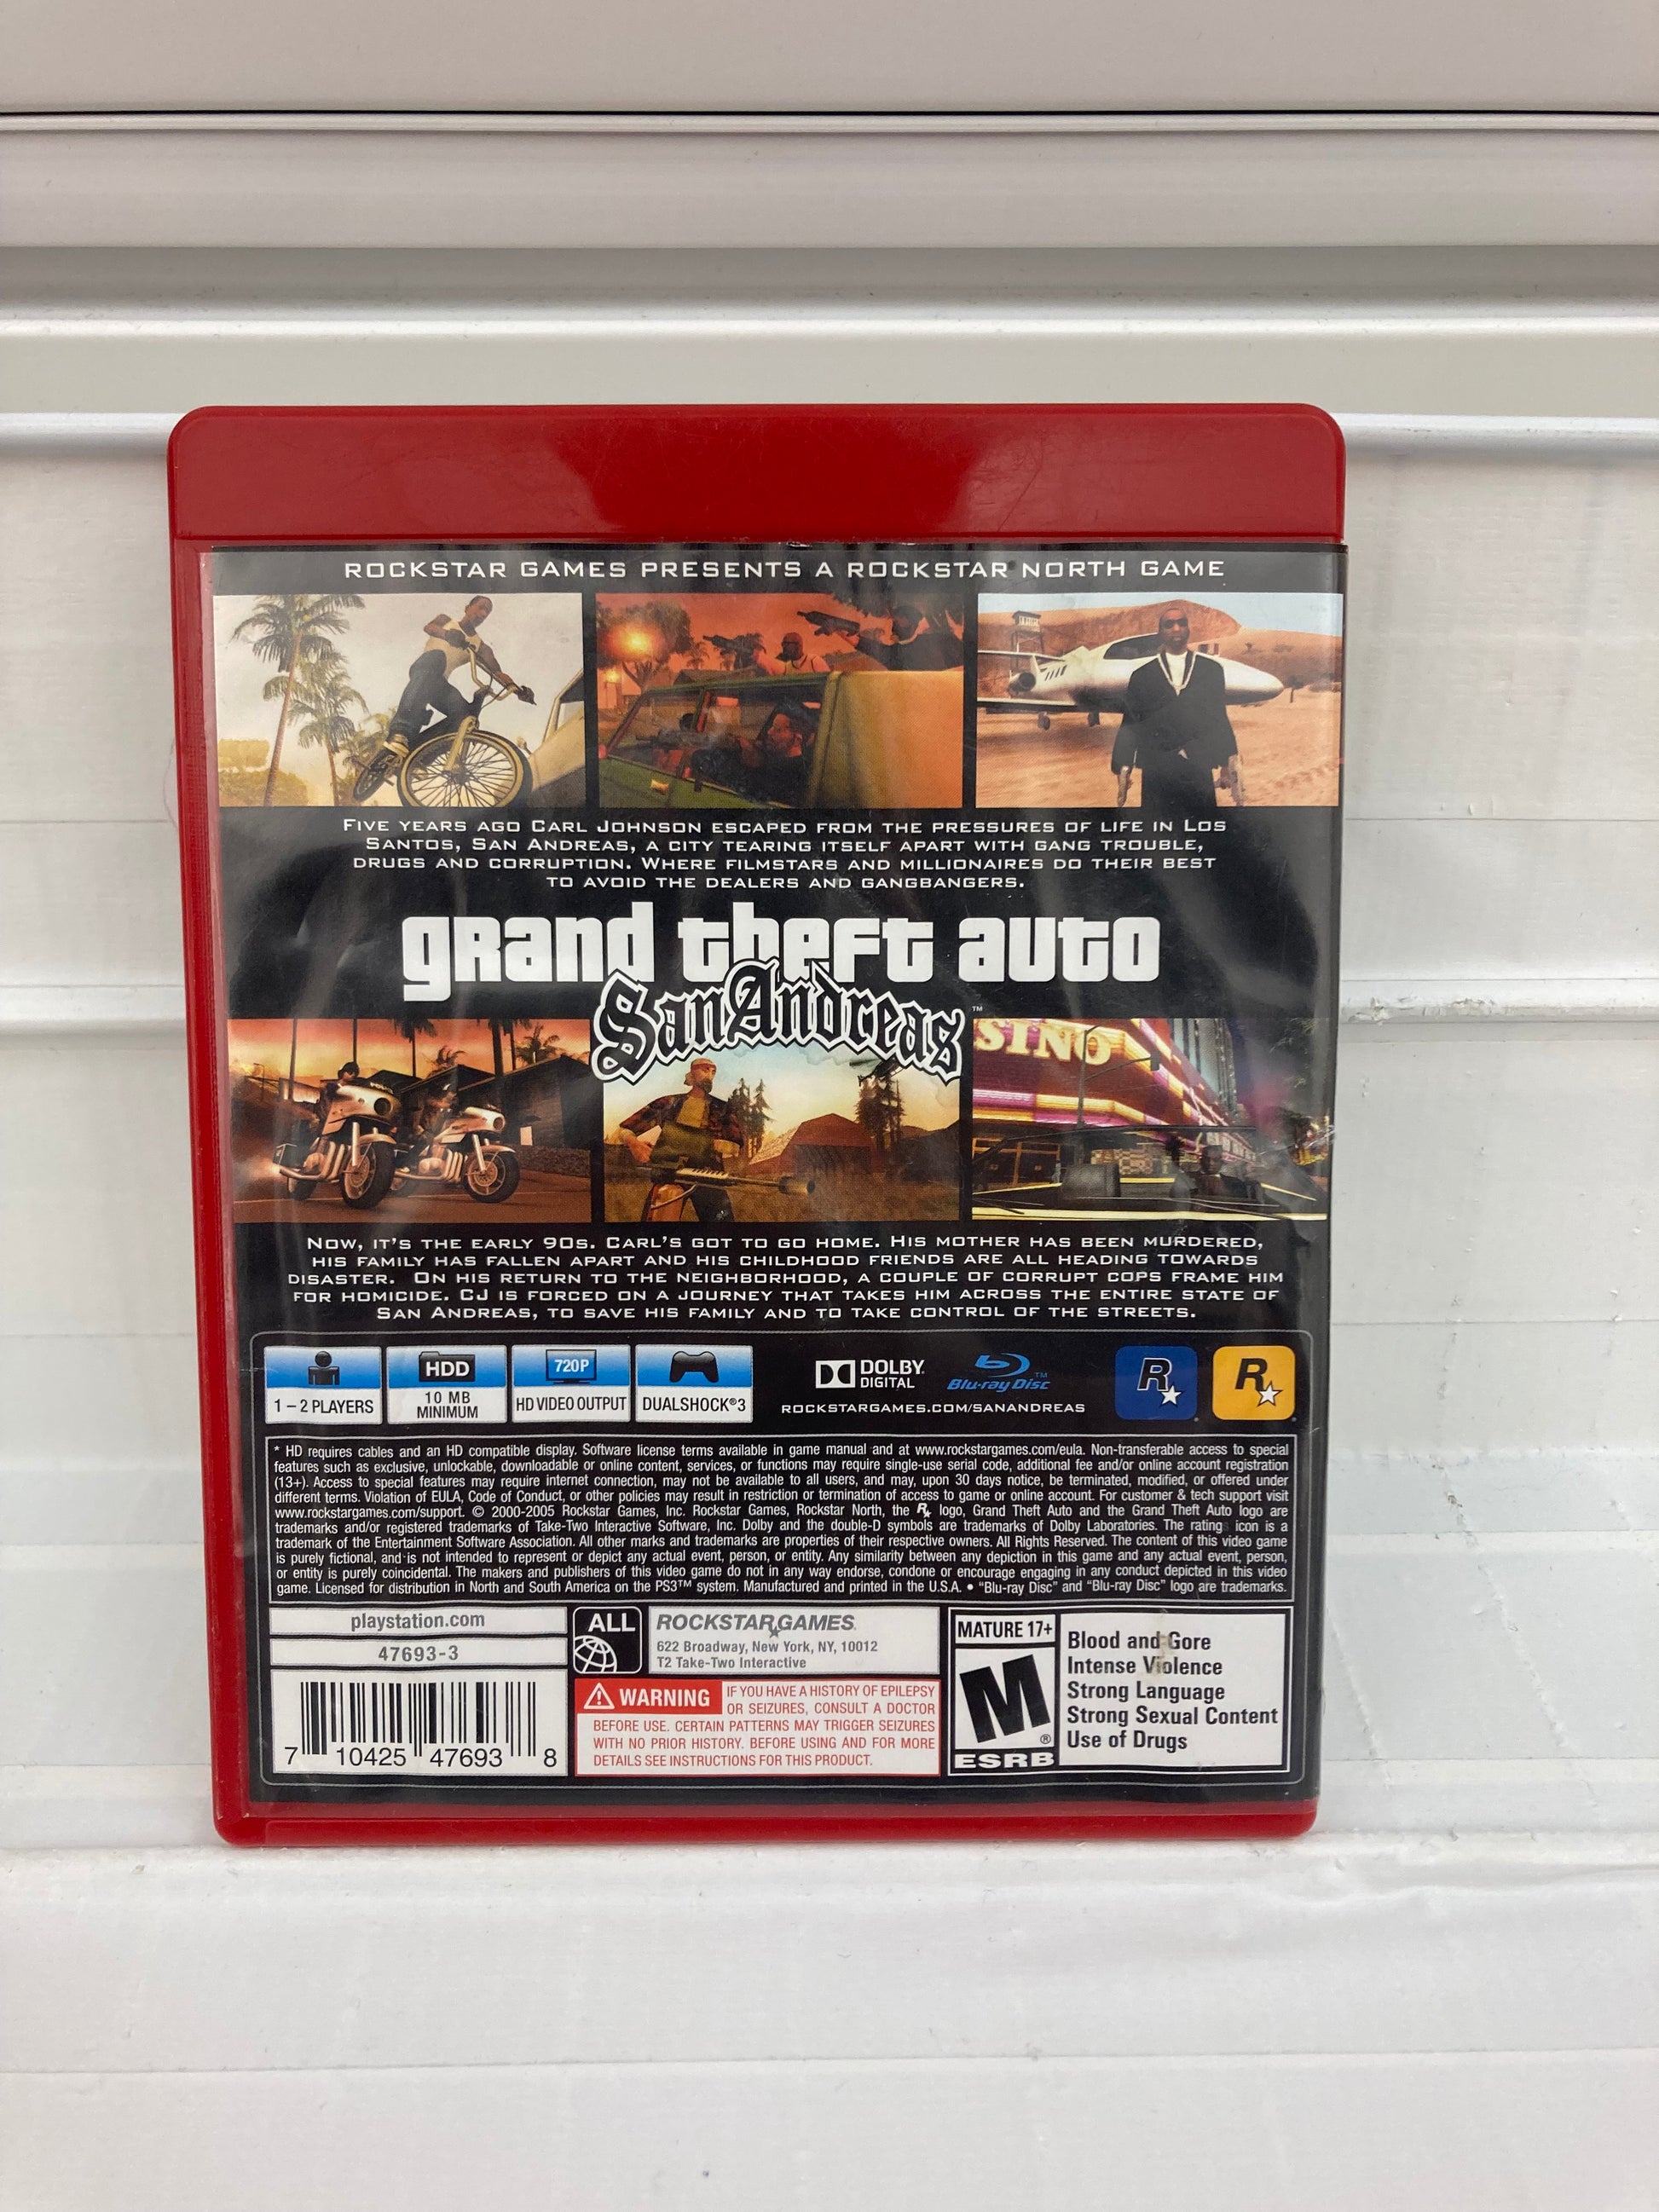 ROCKSTAR GAMES PRESENTS A ROCKSTAR NORTH GAME
FIVE YEARS AGO CARL JOHNSON ESCAPED FROM THE PRESSURES OF LIFE IN LOS
SANTOS, SAN ANDREAS, A CITY TEARING ITSELF APART WITH GANG TROUBLE,
DRUGS AND CORRUPTION. WHERE FILMSTARS AND MILLIONAIRES DO THEIR BEST
TO AVOID THE DEALERS AND GANGBANGERS.
grand theft auto
San Andreas™
SINO
NOW, IT'S THE EARLY 90S. CARL'S GOT TO GO HOME. HIS MOTHER HAS BEEN MURDERED,
HIS FAMILY HAS FALLEN APART AND HIS CHILDHOOD FRIENDS ARE ALL HEADING TOWARDS
DISASTER. ON HIS RETURN TO THE NEIGHBORHOOD, A COUPLE OF CORRUPT COPS FRAME HIM
FOR HOMICIDE. CJ IS FORCED ON A JOURNEY THAT TAKES HIM ACROSS THE ENTIRE STATE OF
SAN ANDREAS, TO SAVE HIS FAMILY AND TO TAKE CONTROL OF THE STREETS.
1 – 2 PLAYERS
HDD
10 MB
MINIMUM
720P
HD VIDEO OUTPUT
DUALSHOCK®3
DOLBY
DIGITAL
Blu-ray Disc™
ROCKSTARGAMES.COM/SANANDREAS
R
R
* HD requires cables and an HD compatible display. Software license terms available in game manual and at www.rockstargames.com/eula. Non-transferable access to special
features such as exclusive, unlockable, downloadable or online content, services, or functions may require single-use serial code, additional fee and/or online account registration
(13+). Access to special features may require internet connection, may not be available to all users, and may, upon 30 days notice, be terminated, modified, or offered under
different terms. Violation of EULA, Code of Conduct, or other policies may result in restriction or termination of access to game or online account. For customer & tech support visit
www.rockstargames.com/support. © 2000-2005 Rockstar Games, Inc. Rockstar Games, Rockstar North, the R logo, Grand Theft Auto and the Grand Theft Auto logo are
trademarks and/or registered trademarks of Take-Two Interactive Software, Inc. Dolby and the double-D symbols are trademarks of Dolby Laboratories. The rating icon is a
trademark of the Entertainment Software Association. All other marks and trademarks are properties of their respective owners. All Rights Reserved. The content of this video game
is purely fictional, and is not intended to represent or depict any actual event, person, or entity. Any similarity between any depiction in this game and any actual event, person,
or entity is purely coincidental. The makers and publishers of this video game do not in any way endorse, condone or encourage engaging in any conduct depicted in this video
game. Licensed for distribution in North and South America on the PS3™ system. Manufactured and printed in the U.S.A. • "Blu-ray Disc" and "Blu-ray Disc" logo are trademarks.
playstation.com
47693-3
7 10425 47693 8
ALL
ROCKSTAR GAMES
622 Broadway, New York, NY, 10012
T2 Take-Two Interactive
WARNING IF YOU HAVE A HISTORY OF EPILEPSY
OR SEIZURES, CONSULT A DOCTOR
BEFORE USE. CERTAIN PATTERNS MAY TRIGGER SEIZURES
WITH NO PRIOR HISTORY. BEFORE USING AND FOR MORE
DETAILS SEE INSTRUCTIONS FOR THIS PRODUCT.
MATURE 17+
M
®
ESRB
Blood and Gore
Intense Violence
Strong Language
Strong Sexual Content
Use of Drugs